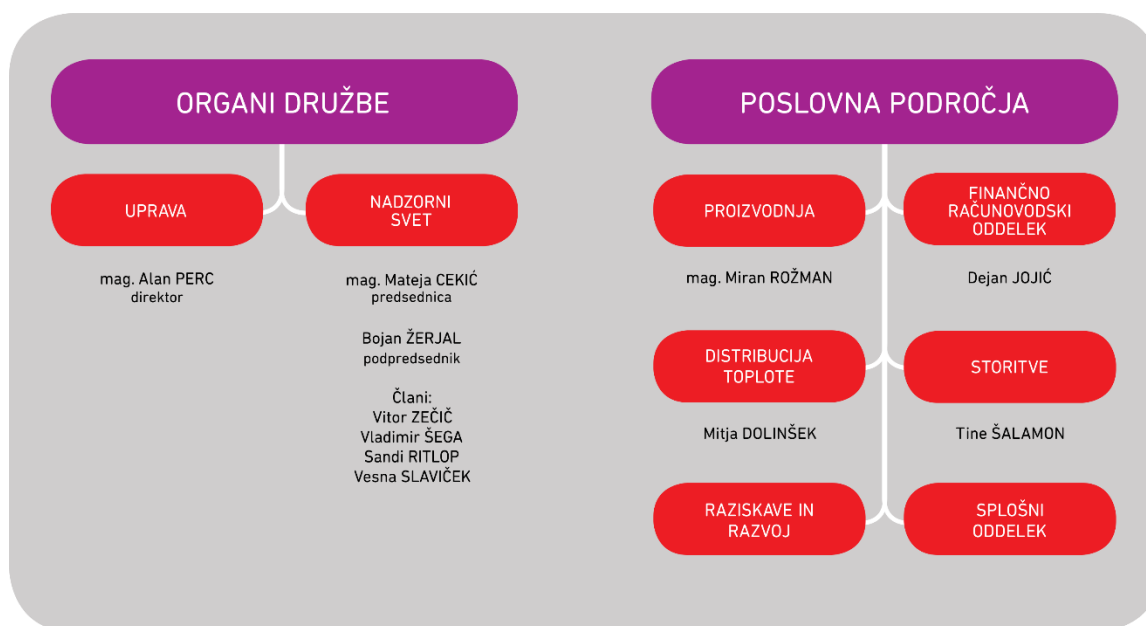 ORGANI DRUŽBE
UPRAVA
mag. Alan PERC
direktor
NADZORNI
SVET
mag. Mateja CEKIĆ
predsednica
Bojan ŽERJAL
podpredsednik
Člani:
Vitor ZEČIČ
Vladimir ŠEGA
Sandi RITLOP
Vesna SLAVIČEK
POSLOVNA PODROČJA
PROIZVODNJA
mag. Miran ROŽMAN
FINANČNO
RAČUNOVODSKI
ODDELEK
Dejan JOJIĆ
DISTRIBUCIJA
TOPLOTE
Mitja DOLINŠEK
STORITVE
Tine ŠALAMON
RAZISKAVE IN
RAZVOJ
SPLOŠNI
ODDELEK